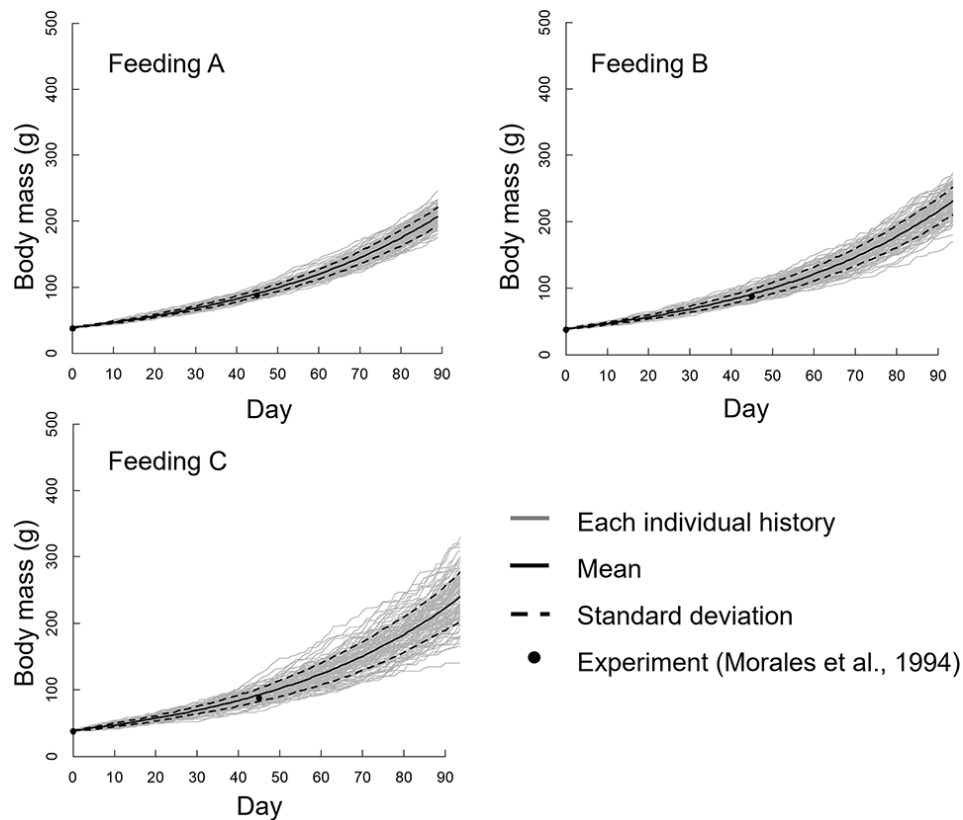 Feeding A
Body mass (g)
0
100
200
300
400
500
0 10 20 30 40 50 60 70 80 90
Day
Feeding B
Body mass (g)
0
100
200
300
400
500
0 10 20 30 40 50 60 70 80 90
Day
Feeding C
Body mass (g)
0
100
200
300
400
500
0 10 20 30 40 50 60 70 80 90
Day
Each individual history
Mean
Standard deviation
Experiment (Morales et al., 1994)